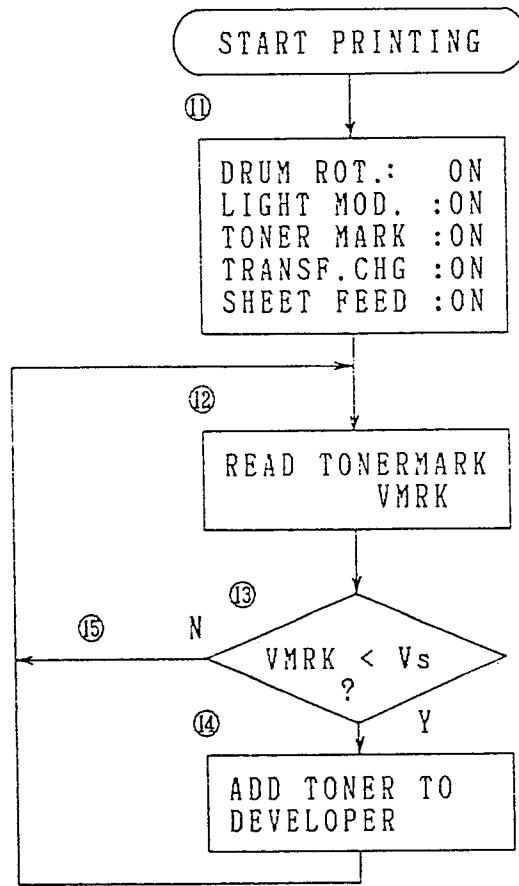 START PRINTING
⑪
DRUM ROT.: ON
LIGHT MOD. :ON
TONER MARK :ON
TRANSF.CHG :ON
SHEET FEED :ON
⑫
READ TONERMARK
VMRK
⑬
⑮
N
VMRK < Vs
?
⑭
Y
ADD TONER TO
DEVELOPER